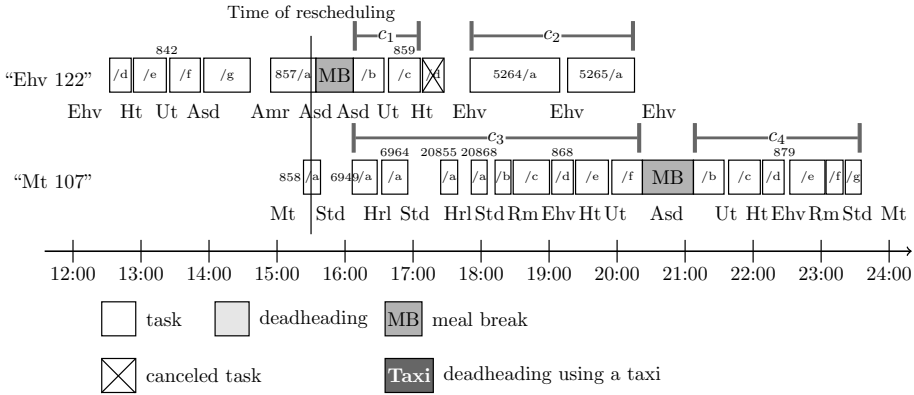 Time of rescheduling
c1 c2
842 859
“Ehv 122” /d /e /f /g 857/a MB /b /c /d 5264/a 5265/a
Ehv Ht Ut Asd Amr Asd Asd Ut Ht Ehv Ehv Ehv
c3 c4
6964 20855 20868 868 879
“Mt 107” 858 /a 6949/a /a /a /a /b /c /d /e /f MB /b /c /d /e /f /g
Mt Std Hrl Std Hrl Std Rm Ehv Ht Ut Asd Ut Ht Ehv Rm Std Mt
12:00 13:00 14:00 15:00 16:00 17:00 18:00 19:00 20:00 21:00 22:00 23:00 24:00
task deadheading MB meal break
canceled task Taxi deadheading using a taxi